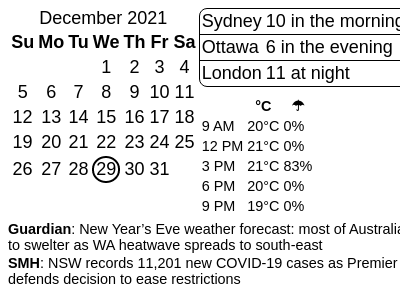 December 2021
Su Mo Tu We Th Fr Sa
1 2 3 4
5 6 7 8 9 10 11
12 13 14 15 16 17 18
19 20 21 22 23 24 25
26 27 28 29 30 31
Sydney 10 in the morning
Ottawa 6 in the evening
London 11 at night
°C ☂
9 AM 20°C 0%
12 PM 21°C 0%
3 PM 21°C 83%
6 PM 20°C 0%
9 PM 19°C 0%
Guardian: New Year’s Eve weather forecast: most of Australia
to swelter as WA heatwave spreads to south-east
SMH: NSW records 11,201 new COVID-19 cases as Premier
defends decision to ease restrictions